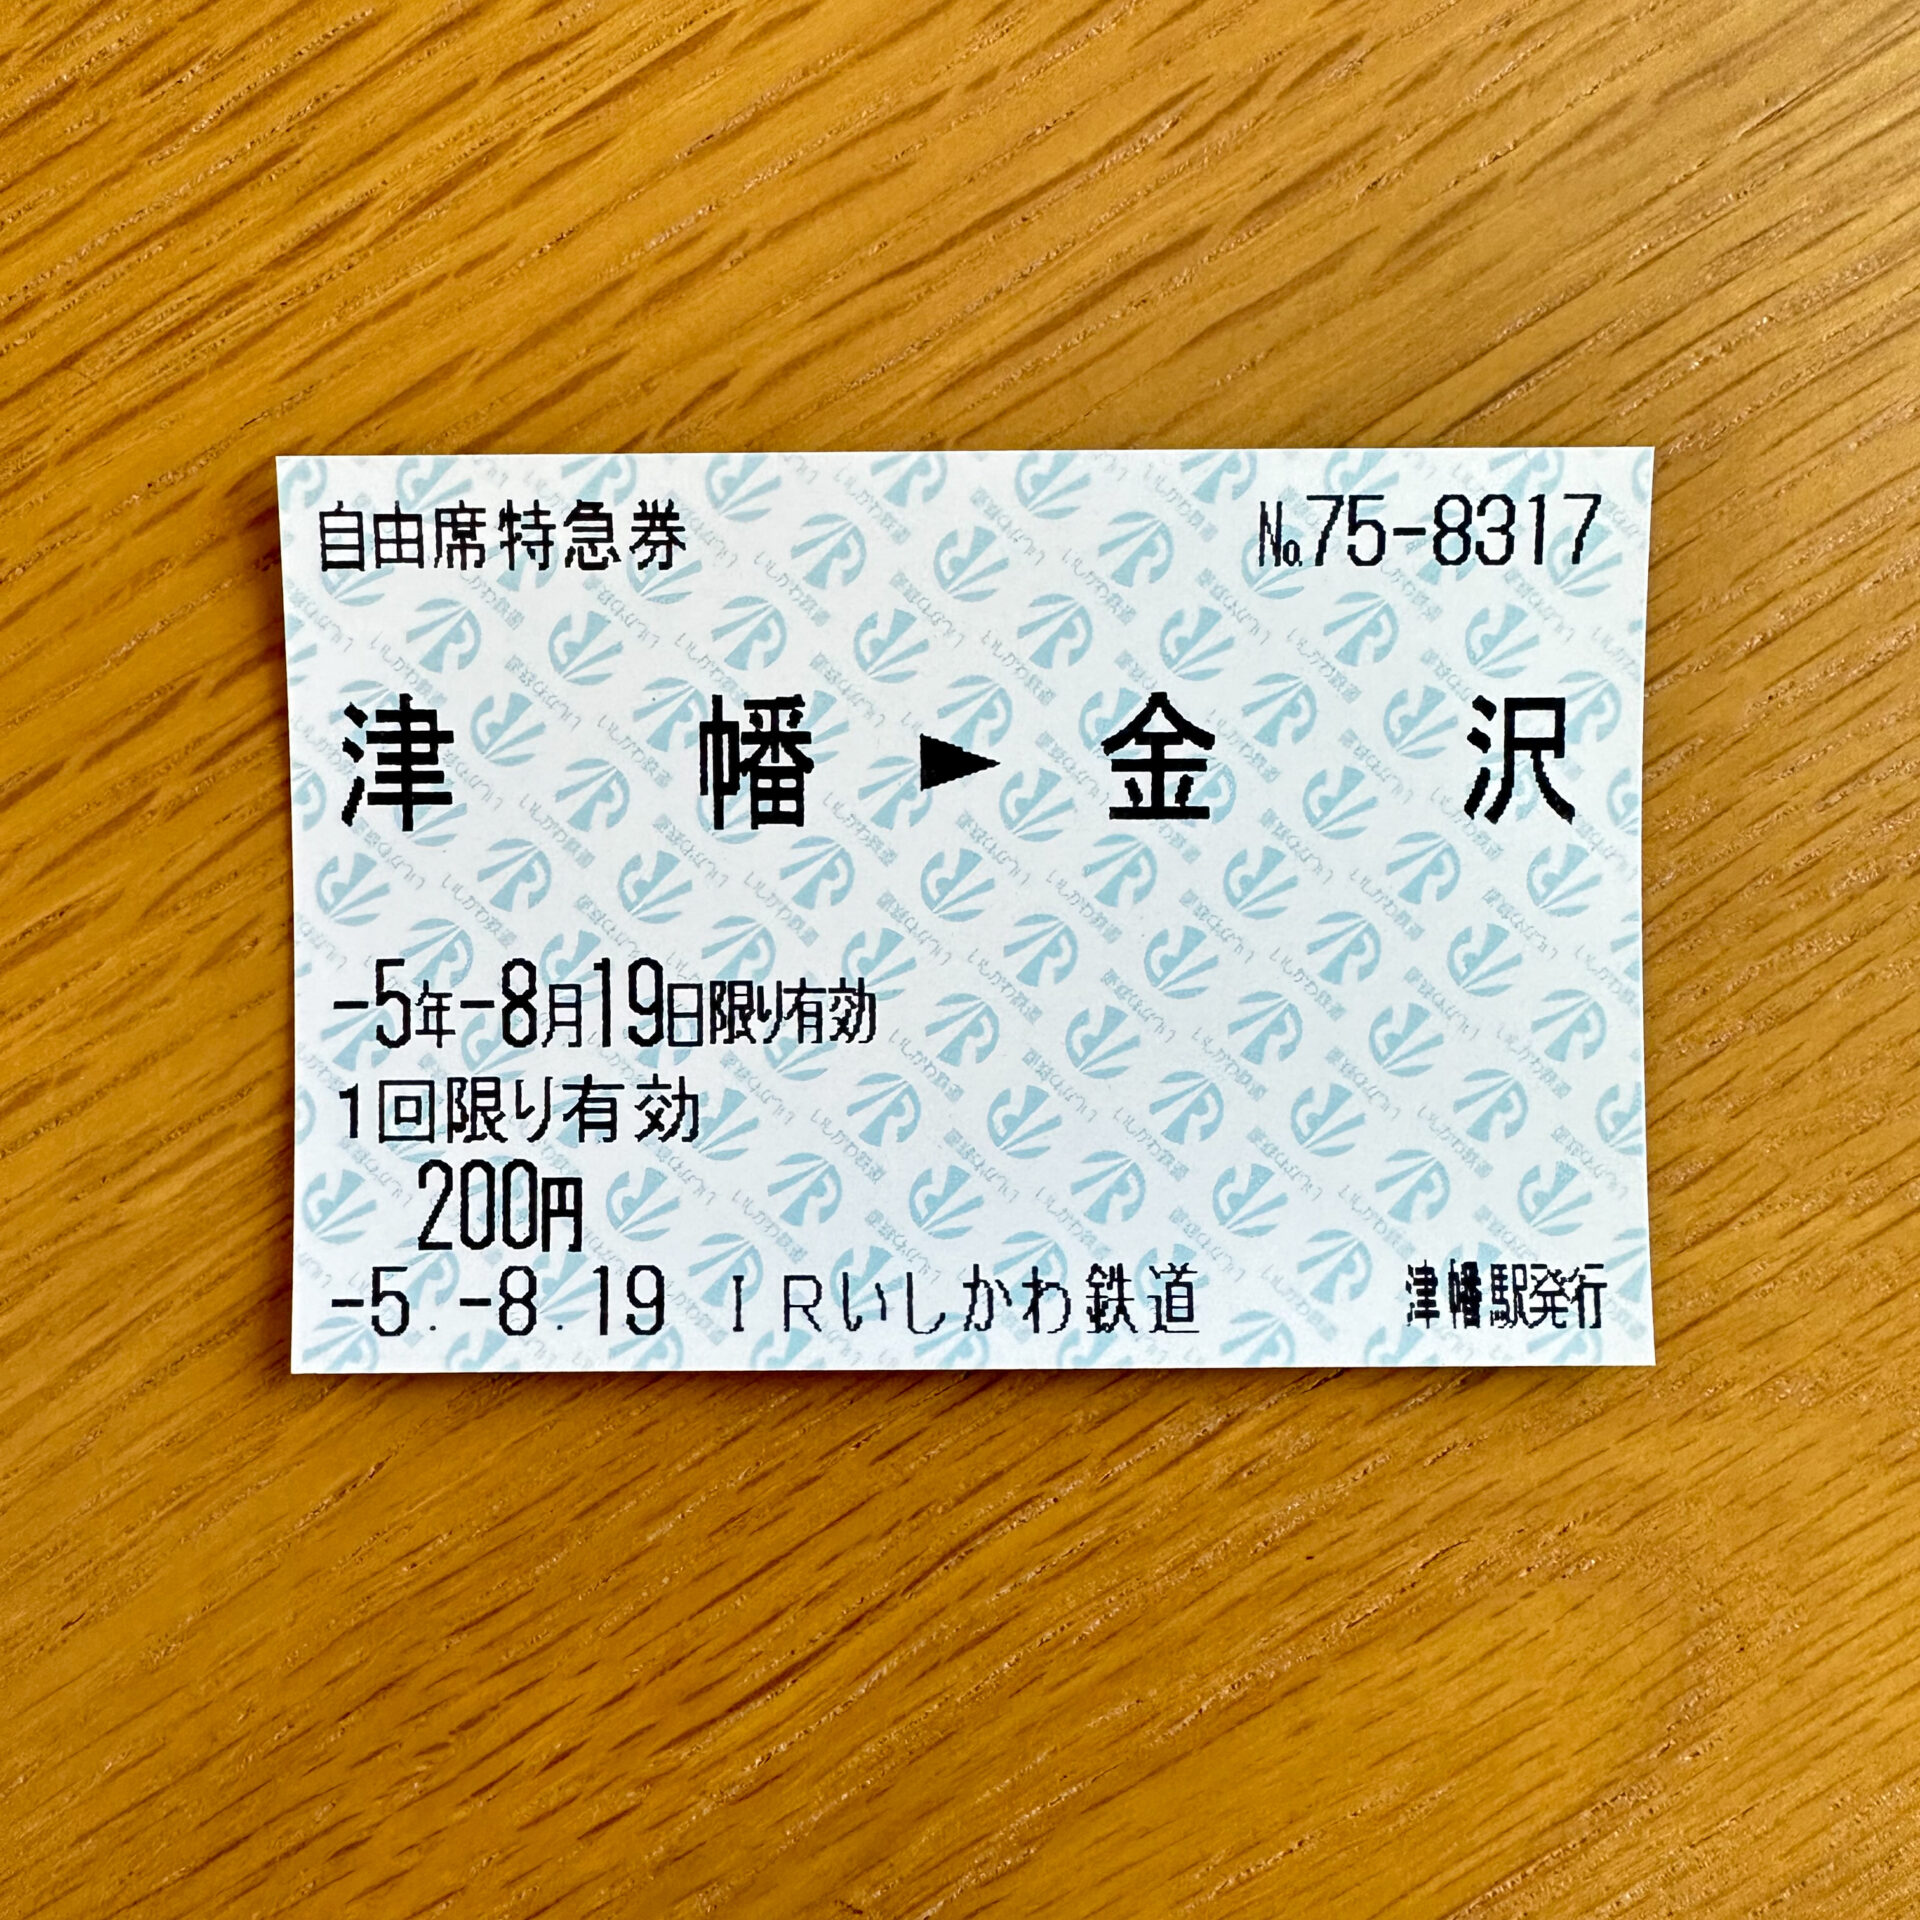 自由席特急券 №75-8317
津幡▶金沢
-5年-8月19日限り有効
1回限り有効
200円
-5.-8.19 IRいしかわ鉄道 津幡駅発行